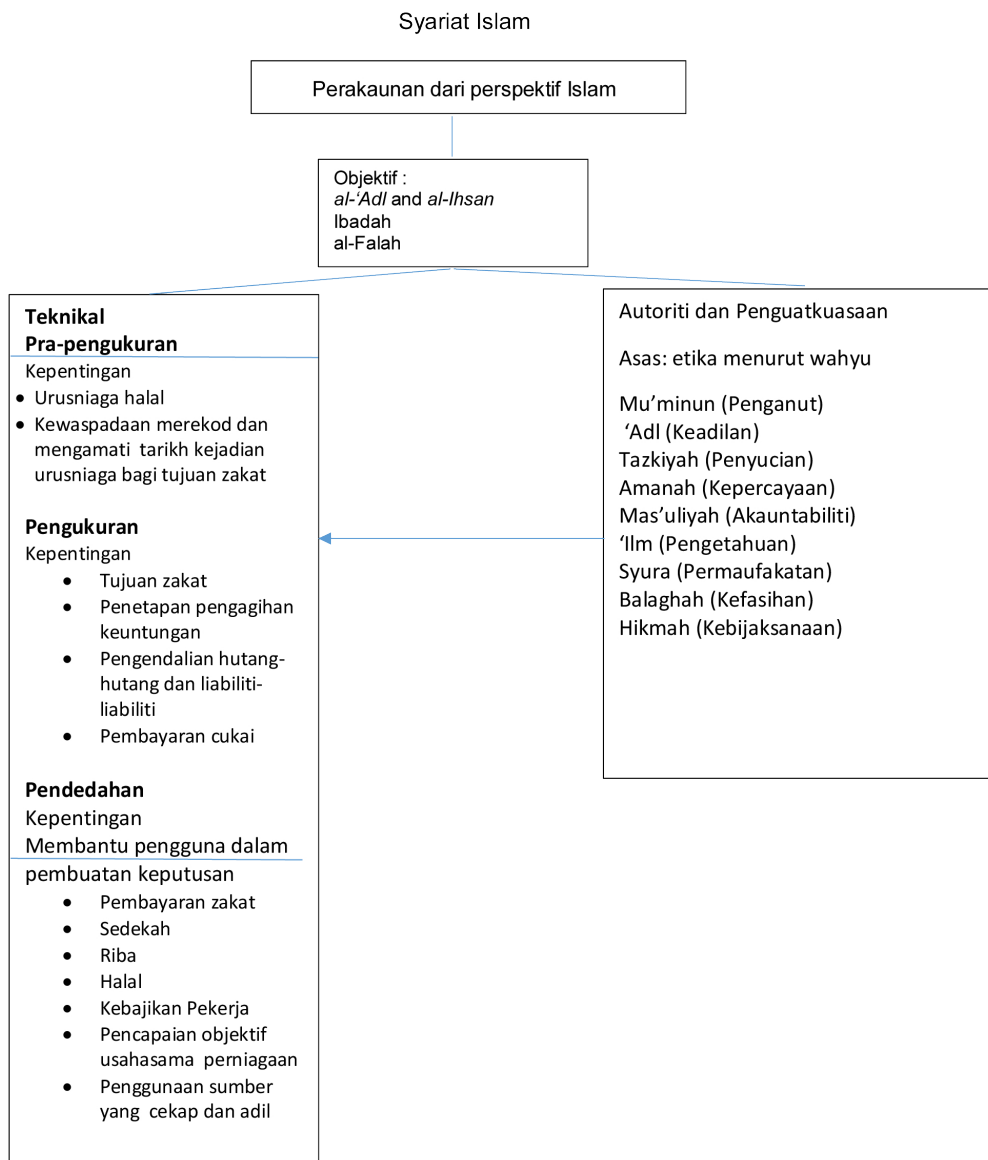 Syariat Islam
Perakaunan dari perspektif Islam
Objektif :
al-‘Adl and al-Ihsan
Ibadah
al-Falah
Teknikal
Pra-pengukuran
Kepentingan
• Urusniaga halal
• Kewaspadaan merekod dan
mengamati tarikh kejadian
urusniaga bagi tujuan zakat
Pengukuran
Kepentingan
• Tujuan zakat
• Penetapan pengagihan
keuntungan
• Pengendalian hutang-
hutang dan liabiliti-
liabiliti
• Pembayaran cukai
Pendedahan
Kepentingan
Membantu pengguna dalam
pembuatan keputusan
• Pembayaran zakat
• Sedekah
• Riba
• Halal
• Kebajikan Pekerja
• Pencapaian objektif
usahasama perniagaan
• Penggunaan sumber
yang cekap dan adil
Autoriti dan Penguatkuasaan
Asas: etika menurut wahyu
Mu’minun (Penganut)
‘Adl (Keadilan)
Tazkiyah (Penyucian)
Amanah (Kepercayaan)
Mas’uliyah (Akauntabiliti)
‘Ilm (Pengetahuan)
Syura (Permaufakatan)
Balaghah (Kefasihan)
Hikmah (Kebijaksanaan)